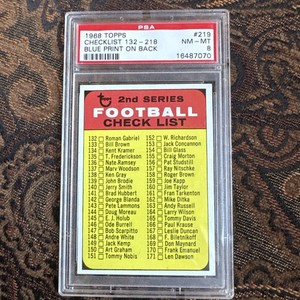 PSA
1968 TOPPS #219
CHECKLIST 132-218 NM-MT
BLUE PRINT ON BACK 8
16487070
2nd SERIES
FOOTBALL
CHECK LIST
132 Roman Gabriel
133 Bill Brown
134 Kent Kramer
135 T. Frederickson
136 Nate Ramsey
137 Marv Woodson
138 Ken Gray
139 John Brodie
140 Jerry Smith
141 Brad Hubbert
142 George Blanda
143 Pete Lammons
144 Doug Moreau
145 E. J. Holub
146 Ode Burrell
147 Bob Scarpitto
148 Andre White
149 Jack Kemp
150 Art Graham
151 Tommy Nobis
152 W. Richardson
153 Jack Concannon
154 Bill Glass
155 Craig Morton
156 Pat Studstill
157 Ray Nitschke
158 Roger Brown
159 Joe Kapp
160 Jim Taylor
161 Fran Tarkenton
162 Mike Ditka
163 Andy Russell
164 Larry Wilson
165 Tommy Davis
166 Paul Krause
167 Leslie Duncan
168 F. Biletnikoff
169 Don Maynard
170 Frank Emanuel
171 Len Dawson